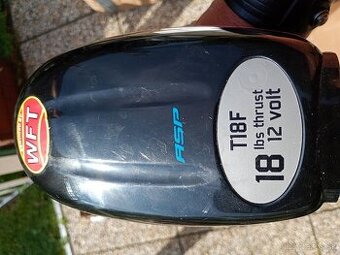 WFT
ASP
T18F
18 lbs thrust
12 volt